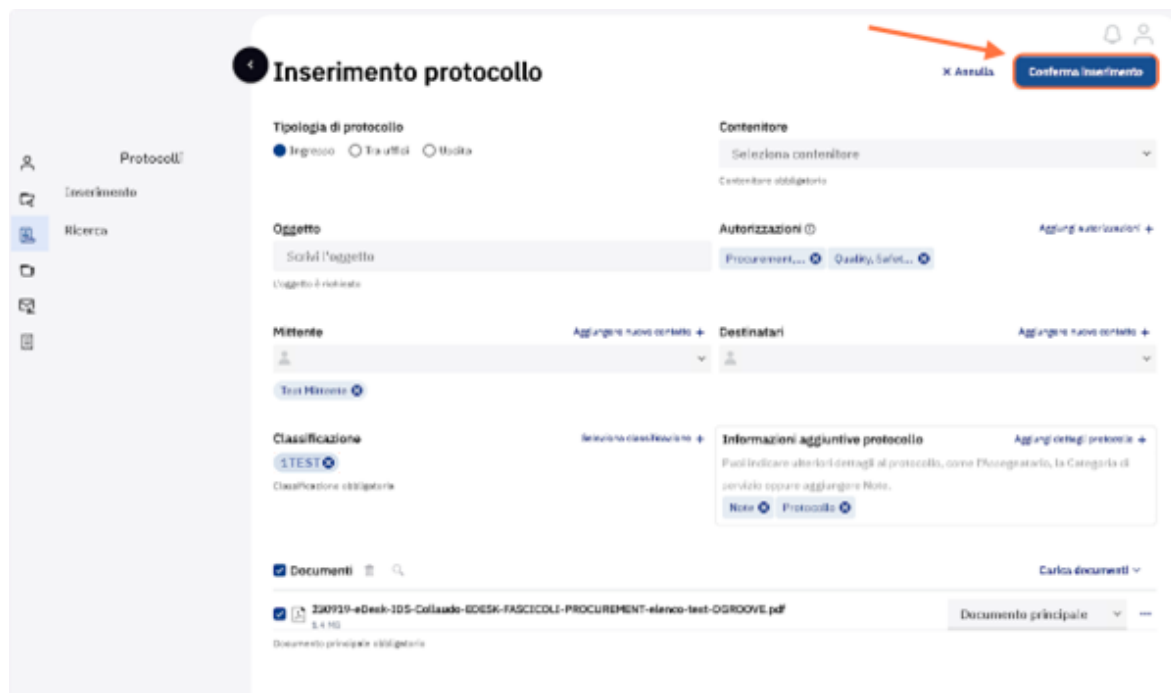 Inserimento protocollo
× Annulla
Conferma inserimento
Protocolli
Inserimento
Ricerca
Tipologia di protocollo
Ingresso Tra uffici Uscita
Contenitore
Seleziona contenitore
Contenitore obbligatorio
Oggetto
Scrivi l'oggetto
L'oggetto è richiesto
Autorizzazioni
Aggiungi autorizzazioni +
Procurement,... Quality, Safet...
Mittente
Aggiungere nuovo contatto +
Test Mittente
Destinatari
Aggiungere nuovo contatto +
Classificazione
Seleziona classificazione +
1TEST
Classificazione obbligatoria
Informazioni aggiuntive protocollo
Aggiungi dettagli protocollo +
Puoi indicare ulteriori dettagli al protocollo, come l'Assegnatario, la Categoria di
servizio oppure aggiungere Note.
Note Protocollo
Documenti
Carica documenti
230919-eDesk-IDS-Collaudo-EDESK-FASCICOLI-PROCUREMENT-elenco-test-OGROOVE.pdf
5.4 MB
Documento principale
Documento principale obbligatorio